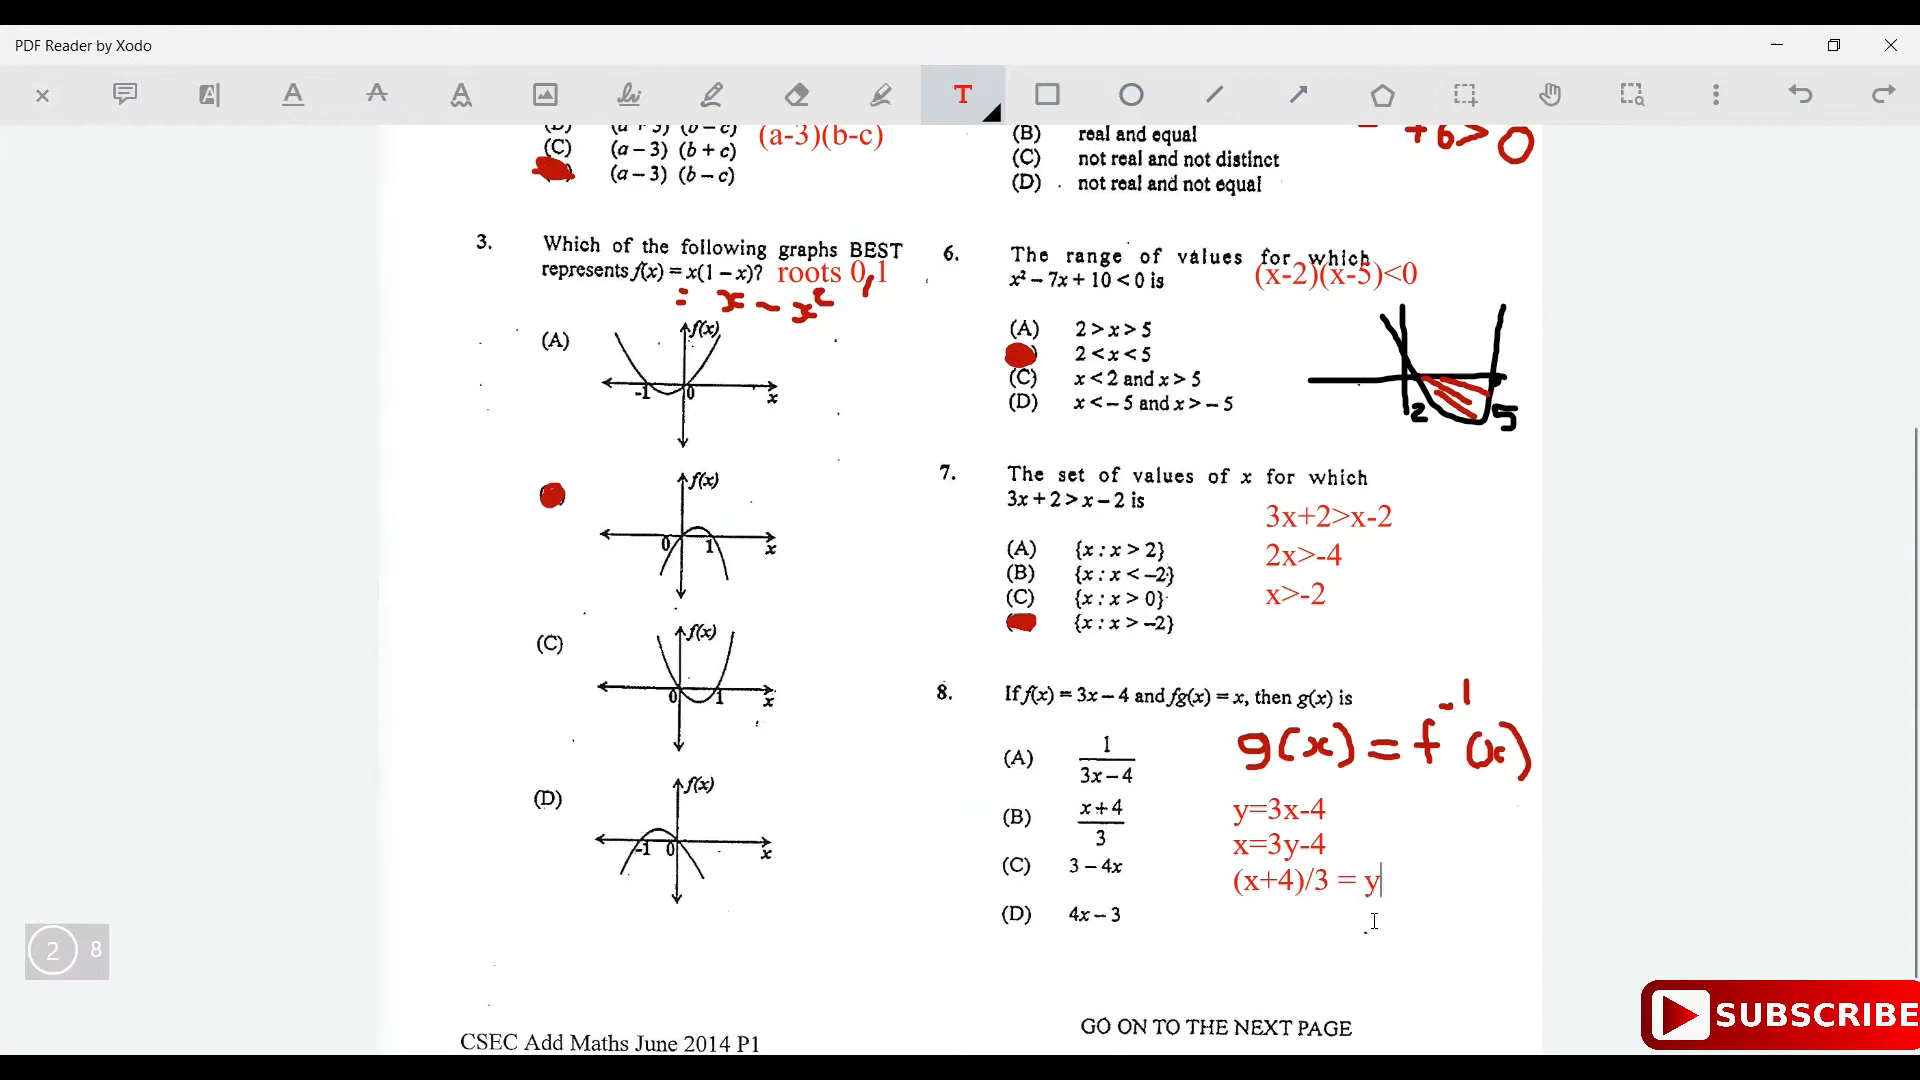 PDF Reader by Xodo
T
(a + 3) (b − c)
(C) (a − 3) (b + c)
(a − 3) (b − c)
(a-3)(b-c)
3. Which of the following graphs BEST
represents f(x) = x(1 − x)? roots 0,1
= x − x²
(A)
f(x)
-1 0 x
f(x)
0 1 x
(C)
f(x)
0 1 x
(D)
f(x)
-1 0 x
CSEC Add Maths June 2014 P1
(B) real and equal
(C) not real and not distinct
(D) not real and not equal
+6>0
6. The range of values for which
x² − 7x + 10 < 0 is
(x-2)(x-5)<0
(A) 2 > x > 5
2 < x < 5
(C) x < 2 and x > 5
(D) x < − 5 and x > − 5
2 5
7. The set of values of x for which
3x + 2 > x − 2 is
(A) {x : x > 2}
(B) {x : x < −2}
(C) {x : x > 0}
{x : x > −2}
3x+2>x-2
2x>-4
x>-2
8. If f(x) = 3x − 4 and fg(x) = x, then g(x) is
g(x) = f⁻¹(x)
(A) 1
3x − 4
(B) x + 4
3
(C) 3 − 4x
(D) 4x − 3
y=3x-4
x=3y-4
(x+4)/3 = y
GO ON TO THE NEXT PAGE
2 8
SUBSCRIBE